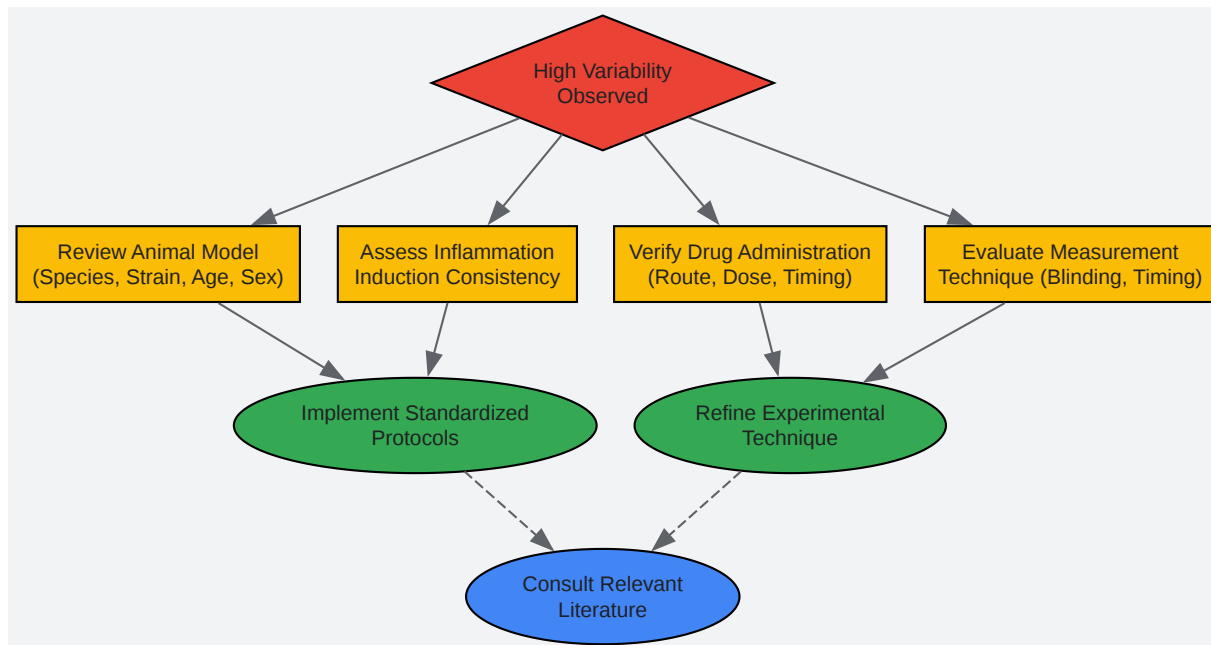 High Variability
Observed
Review Animal Model
(Species, Strain, Age, Sex)
Assess Inflammation
Induction Consistency
Verify Drug Administration
(Route, Dose, Timing)
Evaluate Measurement
Technique (Blinding, Timing)
Implement Standardized
Protocols
Refine Experimental
Technique
Consult Relevant
Literature